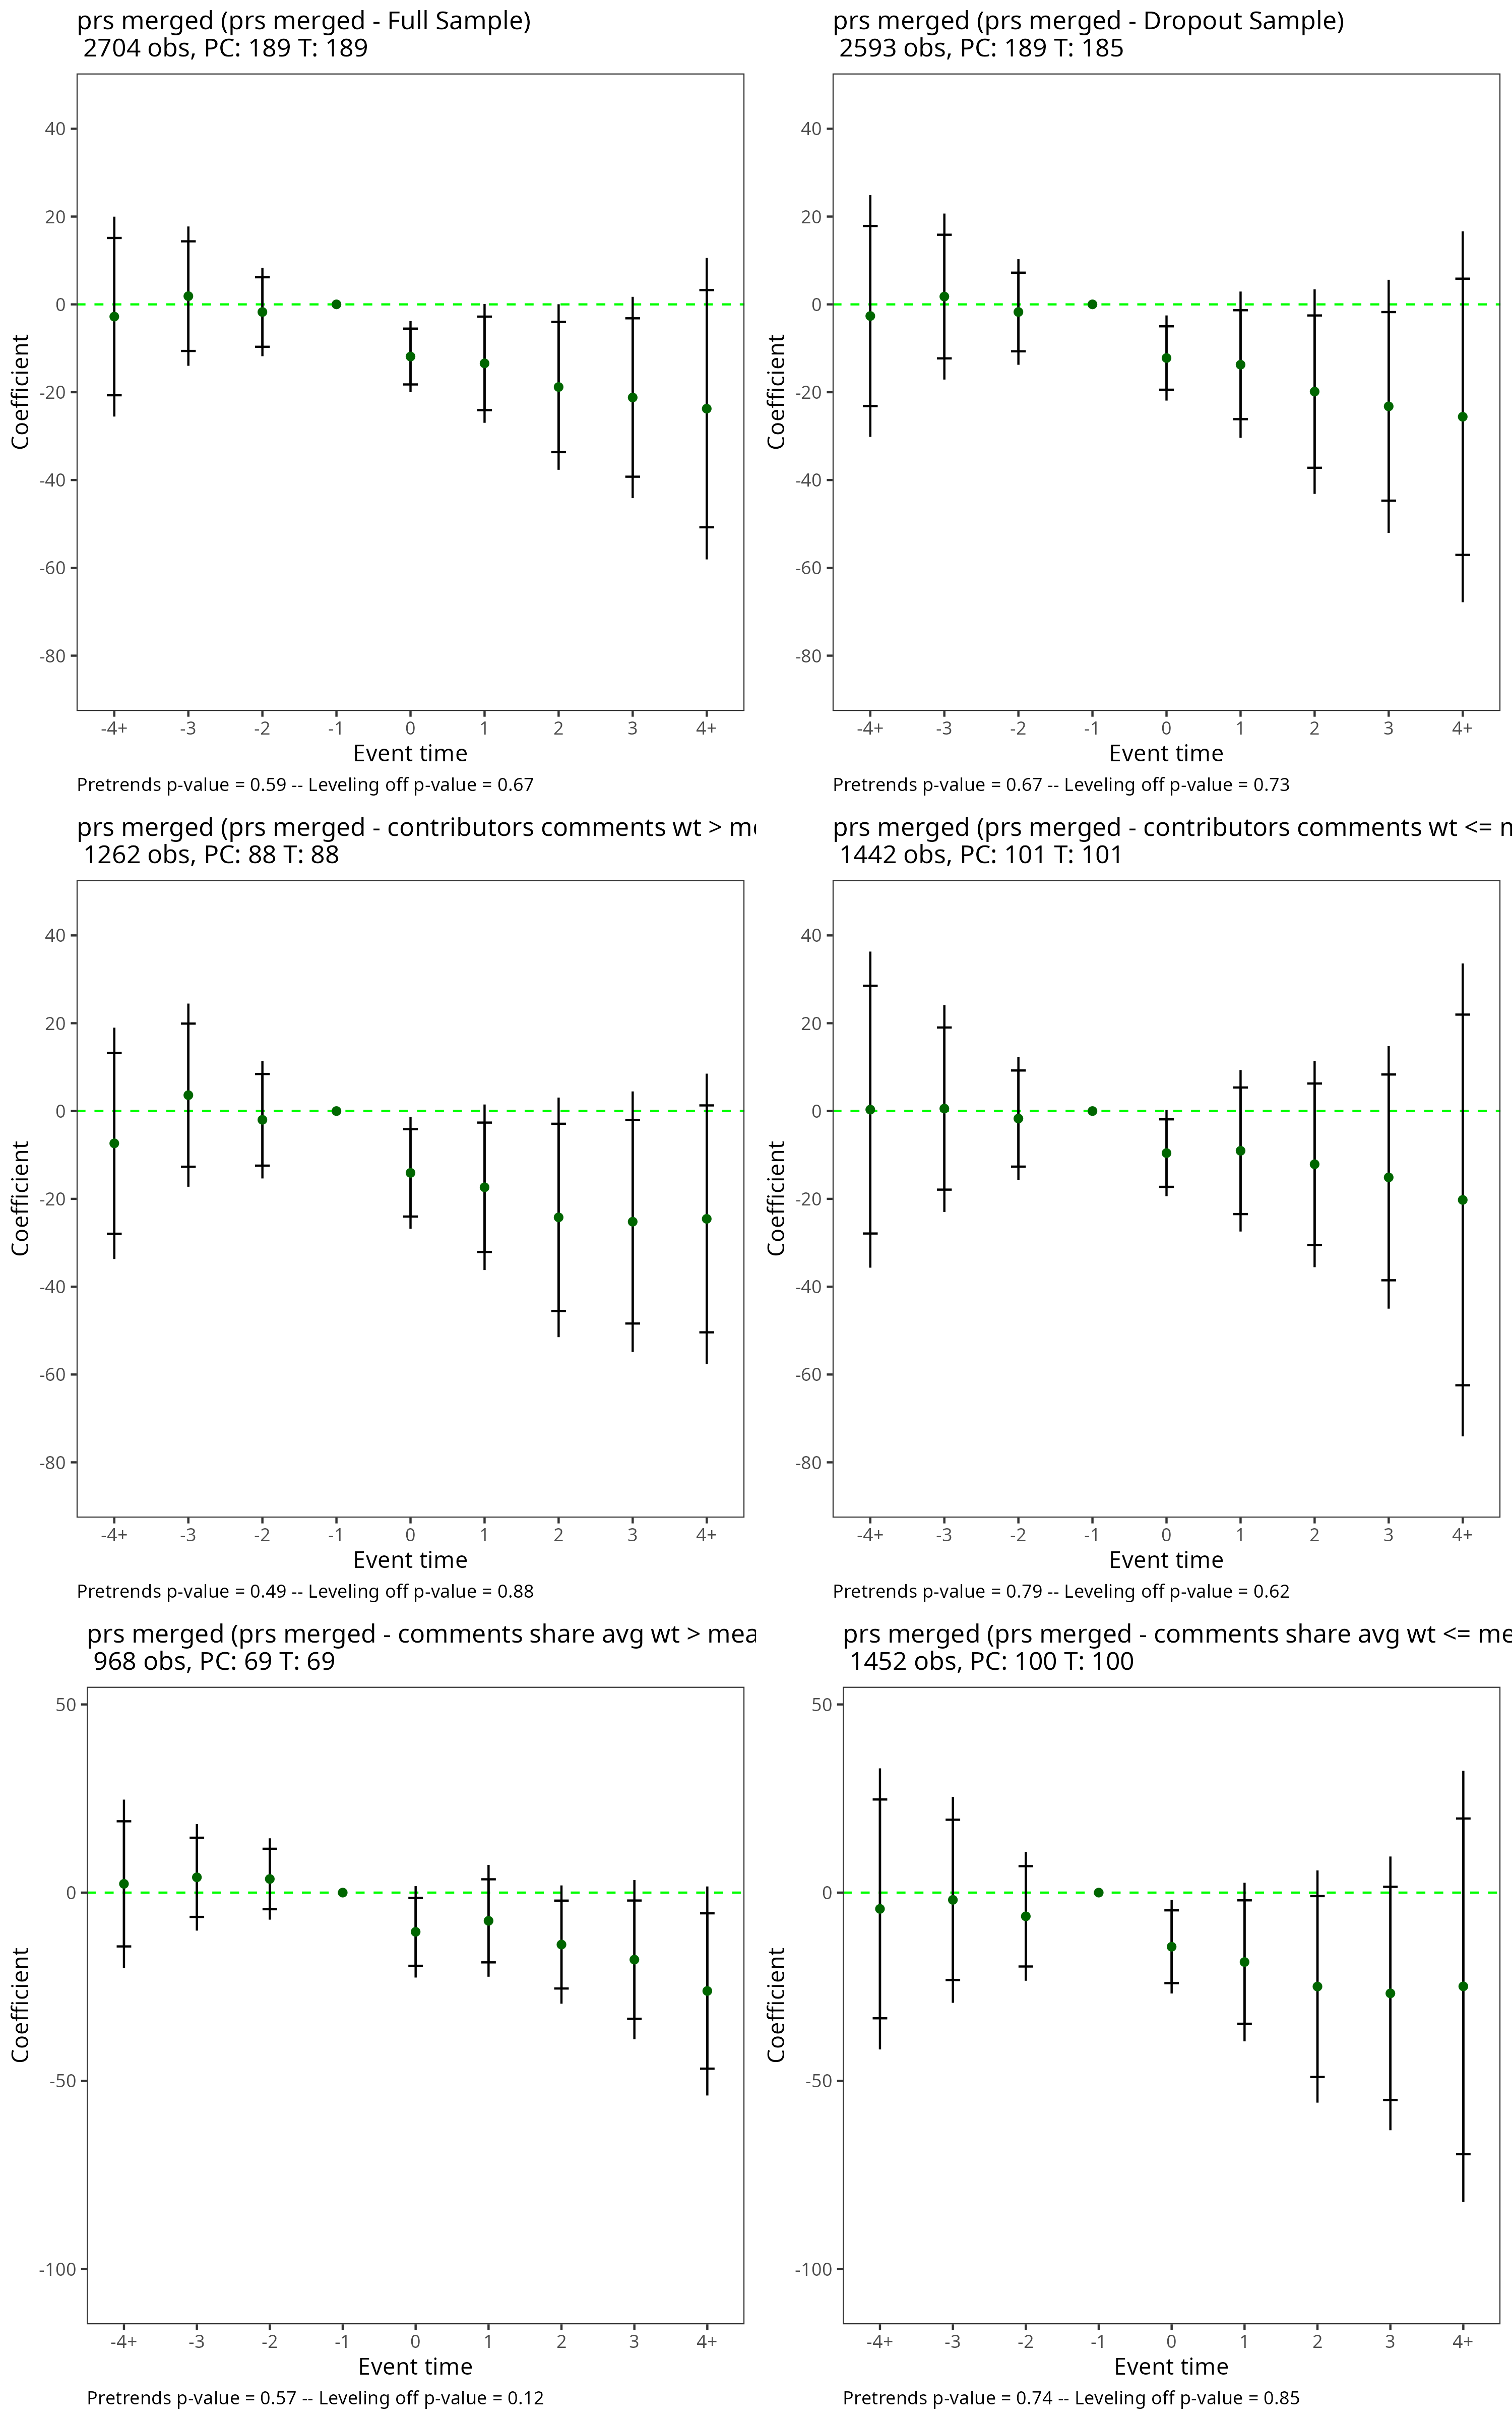 prs merged (prs merged - Full Sample)
2704 obs, PC: 189 T: 189
40
20
0
-20
-40
-60
-80
Coefficient
-4+ -3 -2 -1 0 1 2 3 4+
Event time
Pretrends p-value = 0.59 -- Leveling off p-value = 0.67
prs merged (prs merged - Dropout Sample)
2593 obs, PC: 189 T: 185
40
20
0
-20
-40
-60
-80
Coefficient
-4+ -3 -2 -1 0 1 2 3 4+
Event time
Pretrends p-value = 0.67 -- Leveling off p-value = 0.73
prs merged (prs merged - contributors comments wt > me
1262 obs, PC: 88 T: 88
40
20
0
-20
-40
-60
-80
Coefficient
-4+ -3 -2 -1 0 1 2 3 4+
Event time
Pretrends p-value = 0.49 -- Leveling off p-value = 0.88
prs merged (prs merged - contributors comments wt <= m
1442 obs, PC: 101 T: 101
40
20
0
-20
-40
-60
-80
Coefficient
-4+ -3 -2 -1 0 1 2 3 4+
Event time
Pretrends p-value = 0.79 -- Leveling off p-value = 0.62
prs merged (prs merged - comments share avg wt > mea
968 obs, PC: 69 T: 69
50
0
-50
-100
Coefficient
-4+ -3 -2 -1 0 1 2 3 4+
Event time
Pretrends p-value = 0.57 -- Leveling off p-value = 0.12
prs merged (prs merged - comments share avg wt <= me
1452 obs, PC: 100 T: 100
50
0
-50
-100
Coefficient
-4+ -3 -2 -1 0 1 2 3 4+
Event time
Pretrends p-value = 0.74 -- Leveling off p-value = 0.85